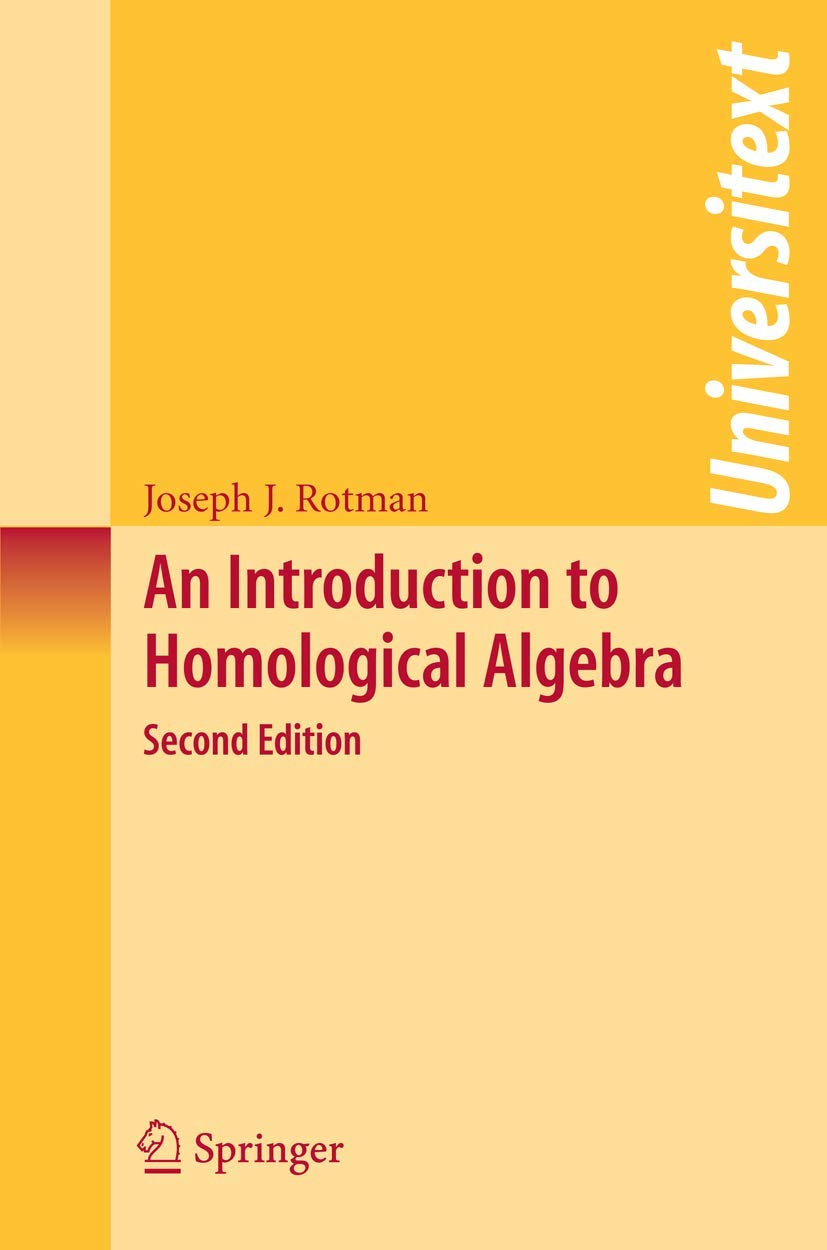 Universitext
Joseph J. Rotman
An Introduction to
Homological Algebra
Second Edition
Springer